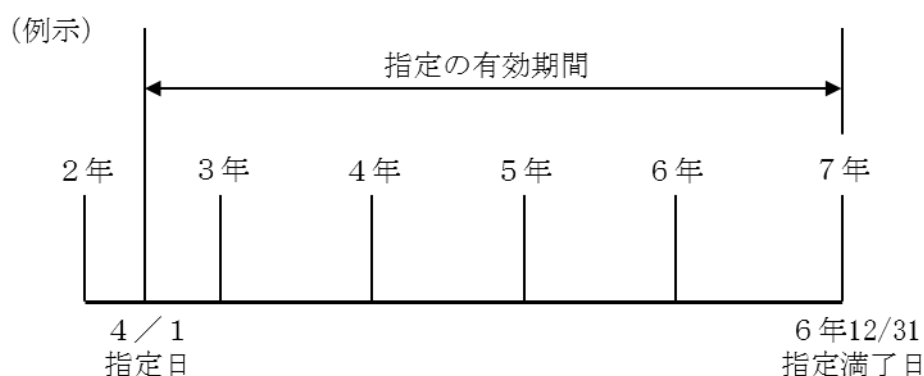 (例示)
指定の有効期間
2年 3年 4年 5年 6年 7年
4/1 6年12/31
指定日 指定満了日